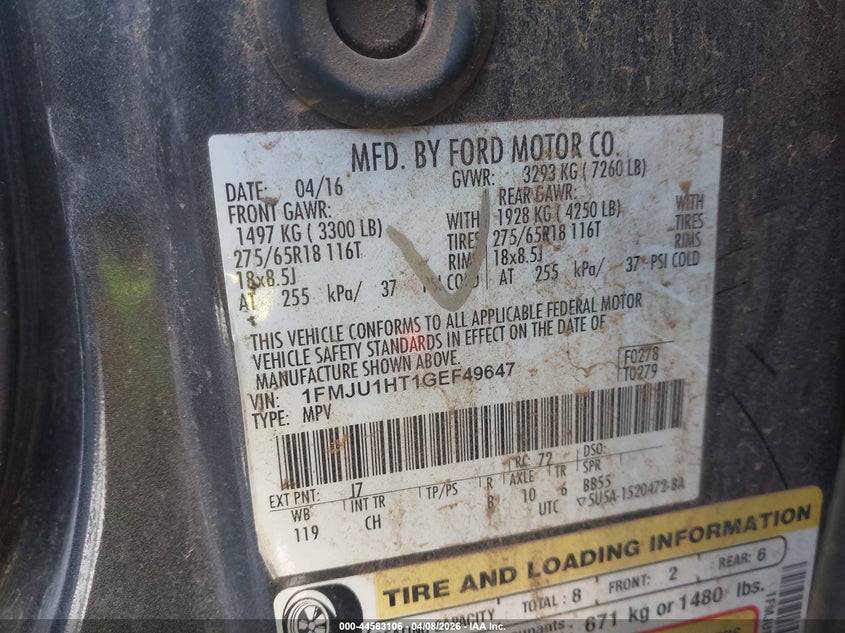 MFD. BY FORD MOTOR CO.
DATE: 04/16 GVWR: 3293 KG ( 7260 LB)
FRONT GAWR: REAR GAWR:
1497 KG ( 3300 LB) WITH 1928 KG ( 4250 LB) WITH
275/65R18 116T TIRES 275/65R18 116T TIRES
18x8.5J RIMS 18x8.5J RIMS
AT 255 kPa/ 37 PSI COLD AT 255 kPa/ 37 PSI COLD
THIS VEHICLE CONFORMS TO ALL APPLICABLE FEDERAL MOTOR
VEHICLE SAFETY STANDARDS IN EFFECT ON THE DATE OF
MANUFACTURE SHOWN ABOVE.
VIN: 1FMJU1HT1GEF49647 F0278
TYPE: MPV T0279
EXT PNT: J7 RC: 72 DSO:
WB INT TR TP/PS R AXLE TR SPR
119 CH B 10 6 BB55
UTC ▽5U5A-1520472-BA
TIRE AND LOADING INFORMATION
CAPACITY TOTAL: 8 FRONT: 2 REAR: 6
671 kg or 1480 lbs.
000-44583106 - 04/08/2026 - IAA Inc.